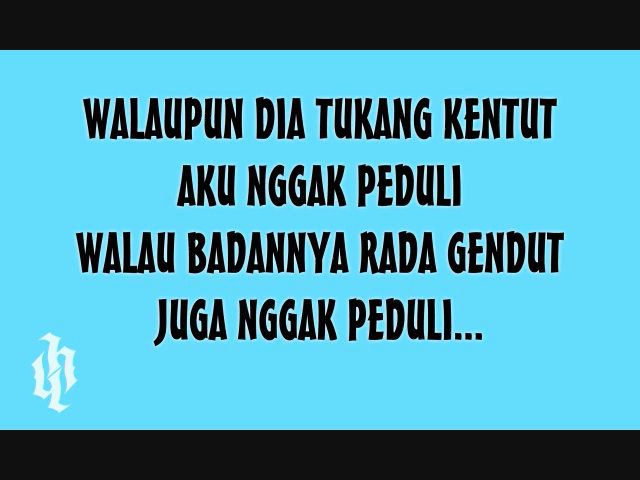 WALAUPUN DIA TUKANG KENTUT
AKU NGGAK PEDULI
WALAU BADANNYA RADA GENDUT
JUGA NGGAK PEDULI...